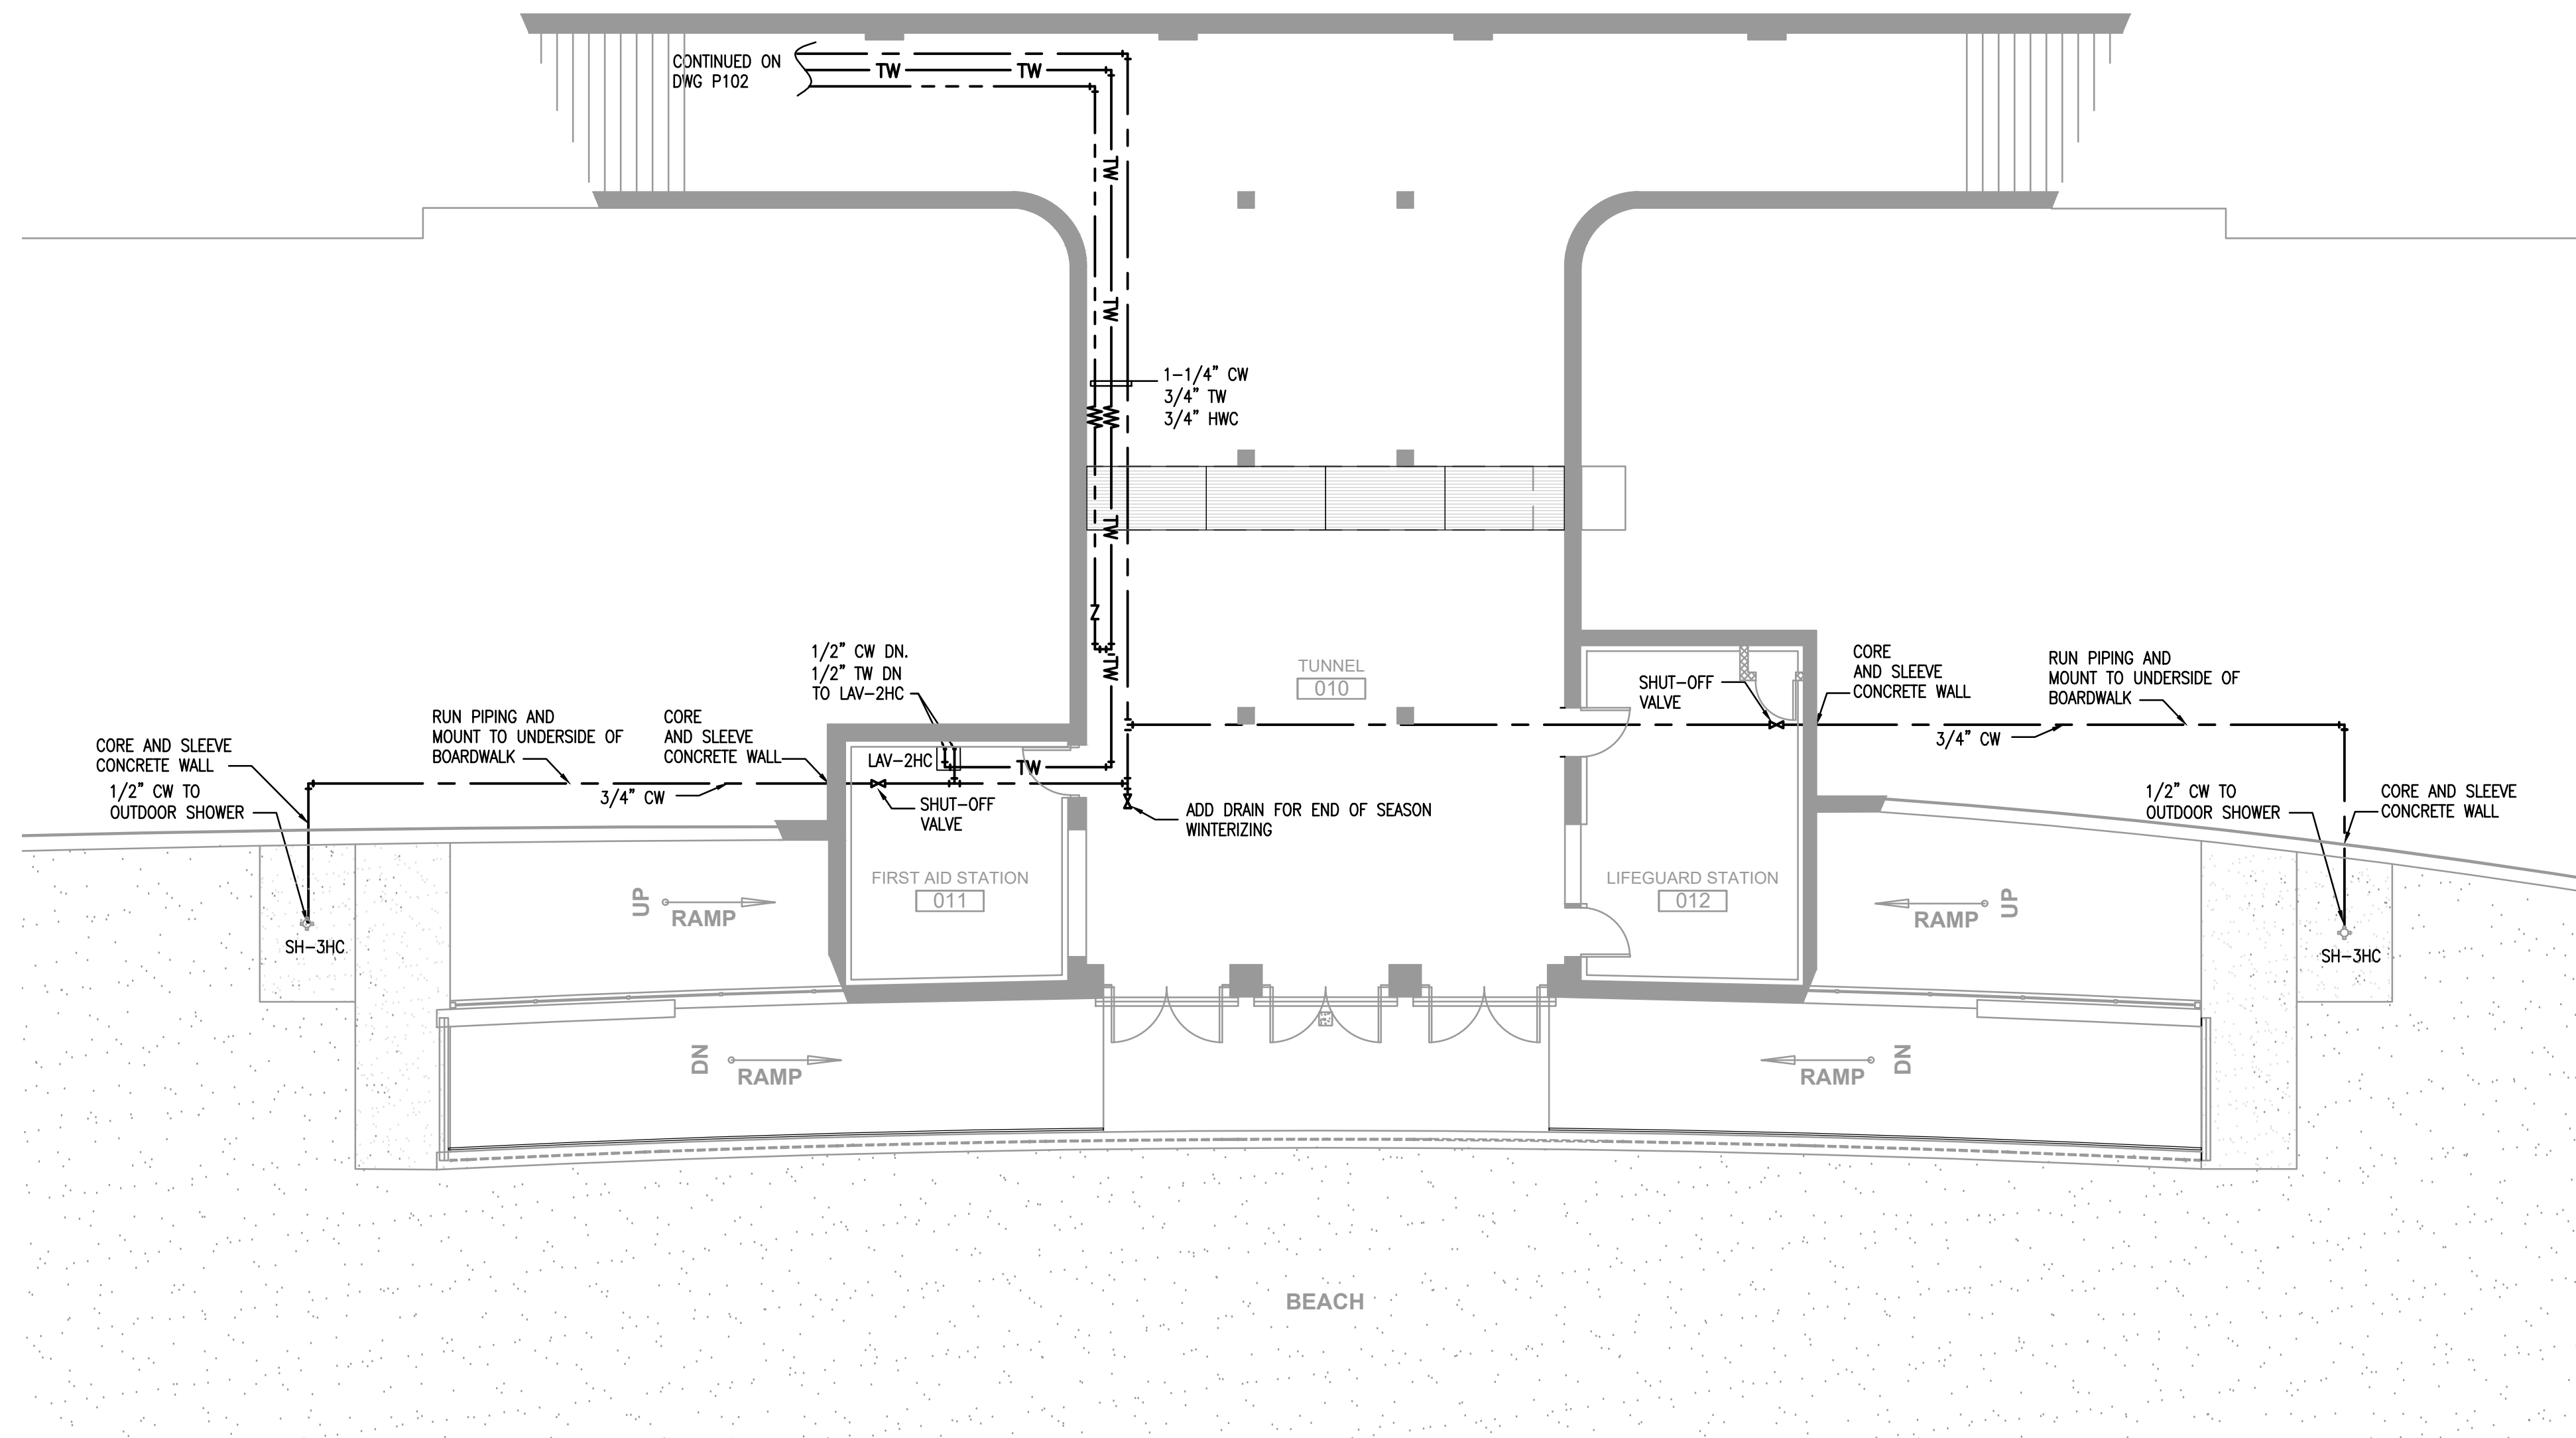 CONTINUED ON
DWG P102
TW
TW
TW
TW
1-1/4" CW
3/4" TW
3/4" HWC
TW
Z
TW
1/2" CW DN.
1/2" TW DN
TO LAV-2HC
TUNNEL
010
SHUT-OFF
VALVE
CORE
AND SLEEVE
CONCRETE WALL
RUN PIPING AND
MOUNT TO UNDERSIDE OF
BOARDWALK
3/4" CW
CORE AND SLEEVE
CONCRETE WALL
1/2" CW TO
OUTDOOR SHOWER
RUN PIPING AND
MOUNT TO UNDERSIDE OF
BOARDWALK
CORE
AND SLEEVE
CONCRETE WALL
3/4" CW
LAV-2HC
TW
SHUT-OFF
VALVE
ADD DRAIN FOR END OF SEASON
WINTERIZING
1/2" CW TO
OUTDOOR SHOWER
CORE AND SLEEVE
CONCRETE WALL
SH-3HC
UP
RAMP
FIRST AID STATION
011
LIFEGUARD STATION
012
RAMP
UP
SH-3HC
DN
RAMP
RAMP
DN
BEACH